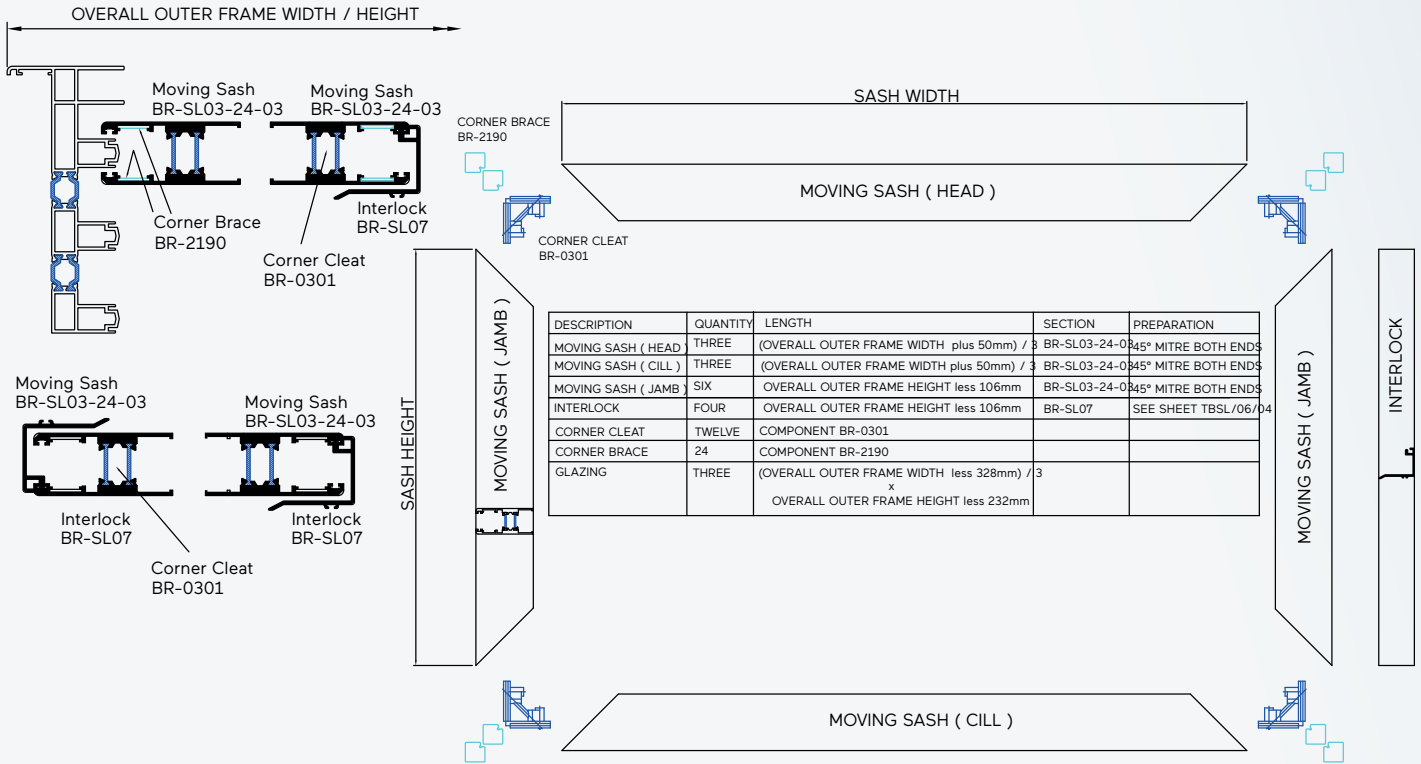 OVERALL OUTER FRAME WIDTH / HEIGHT
Moving Sash
BR-SL03-24-03
Moving Sash
BR-SL03-24-03
Corner Brace
BR-2190
Corner Cleat
BR-0301
Interlock
BR-SL07
CORNER BRACE
BR-2190
CORNER CLEAT
BR-0301
SASH WIDTH
MOVING SASH ( HEAD )
SASH HEIGHT
MOVING SASH ( JAMB )
DESCRIPTION QUANTITY LENGTH SECTION PREPARATION
MOVING SASH ( HEAD ) THREE (OVERALL OUTER FRAME WIDTH plus 50mm) / 3 BR-SL03-24-03 45° MITRE BOTH ENDS
MOVING SASH ( CILL ) THREE (OVERALL OUTER FRAME WIDTH plus 50mm) / 3 BR-SL03-24-03 45° MITRE BOTH ENDS
MOVING SASH ( JAMB ) SIX OVERALL OUTER FRAME HEIGHT less 106mm BR-SL03-24-03 45° MITRE BOTH ENDS
INTERLOCK FOUR OVERALL OUTER FRAME HEIGHT less 106mm BR-SL07 SEE SHEET TBSL/06/04
CORNER CLEAT TWELVE COMPONENT BR-0301
CORNER BRACE 24 COMPONENT BR-2190
GLAZING THREE (OVERALL OUTER FRAME WIDTH less 328mm) / 3
x
OVERALL OUTER FRAME HEIGHT less 232mm
MOVING SASH ( JAMB )
INTERLOCK
Moving Sash
BR-SL03-24-03
Moving Sash
BR-SL03-24-03
Interlock
BR-SL07
Interlock
BR-SL07
Corner Cleat
BR-0301
MOVING SASH ( CILL )